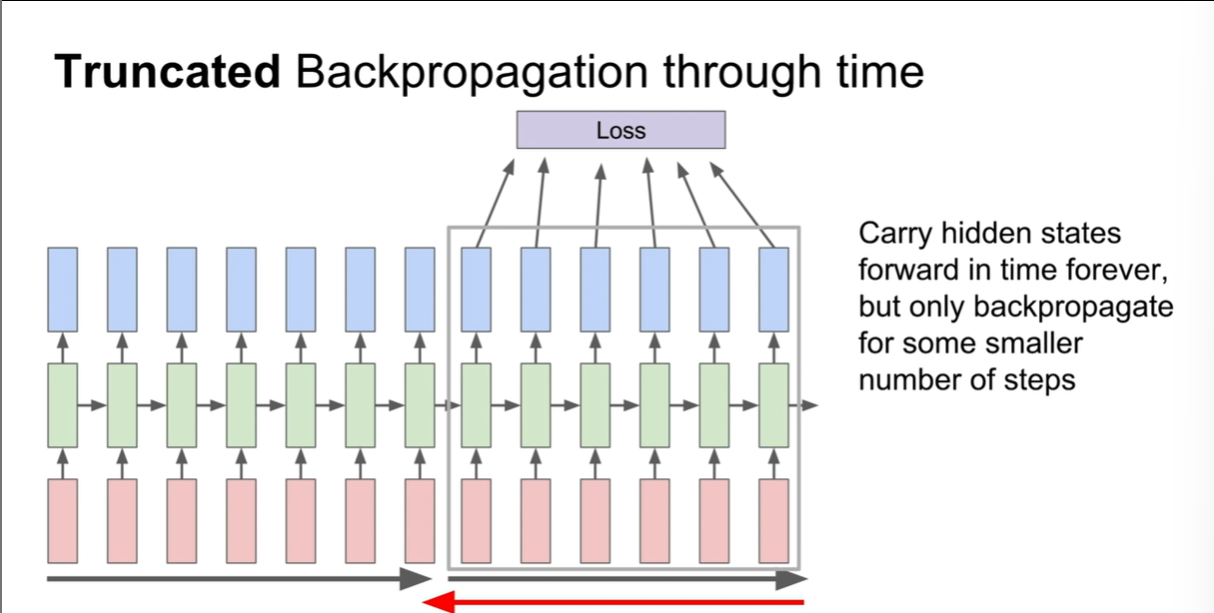 Truncated Backpropagation through time
Loss
Carry hidden states
forward in time forever,
but only backpropagate
for some smaller
number of steps